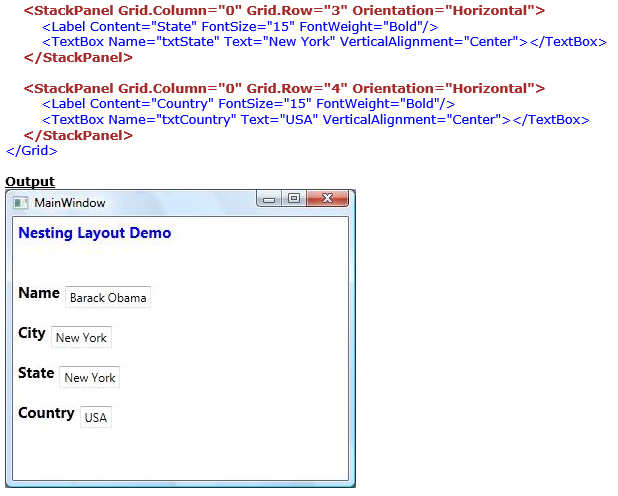 <StackPanel Grid.Column="0" Grid.Row="3" Orientation="Horizontal">
<Label Content="State" FontSize="15" FontWeight="Bold"/>
<TextBox Name="txtState" Text="New York" VerticalAlignment="Center"></TextBox>
</StackPanel>
<StackPanel Grid.Column="0" Grid.Row="4" Orientation="Horizontal">
<Label Content="Country" FontSize="15" FontWeight="Bold"/>
<TextBox Name="txtCountry" Text="USA" VerticalAlignment="Center"></TextBox>
</StackPanel>
</Grid>
Output
MainWindow
Nesting Layout Demo
Name Barack Obama
City New York
State New York
Country USA